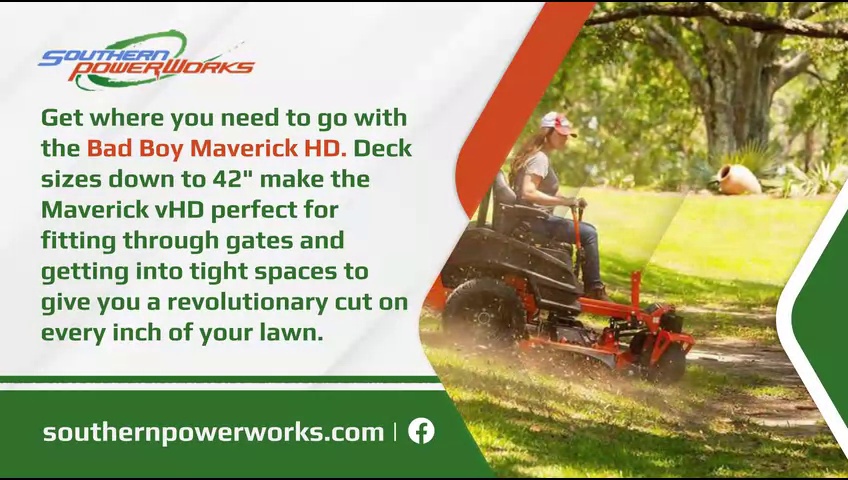 SOUTHERN
POWERWORKS
Get where you need to go with
the Bad Boy Maverick HD. Deck
sizes down to 42" make the
Maverick vHD perfect for
fitting through gates and
getting into tight spaces to
give you a revolutionary cut on
every inch of your lawn.
southernpowerworks.com |